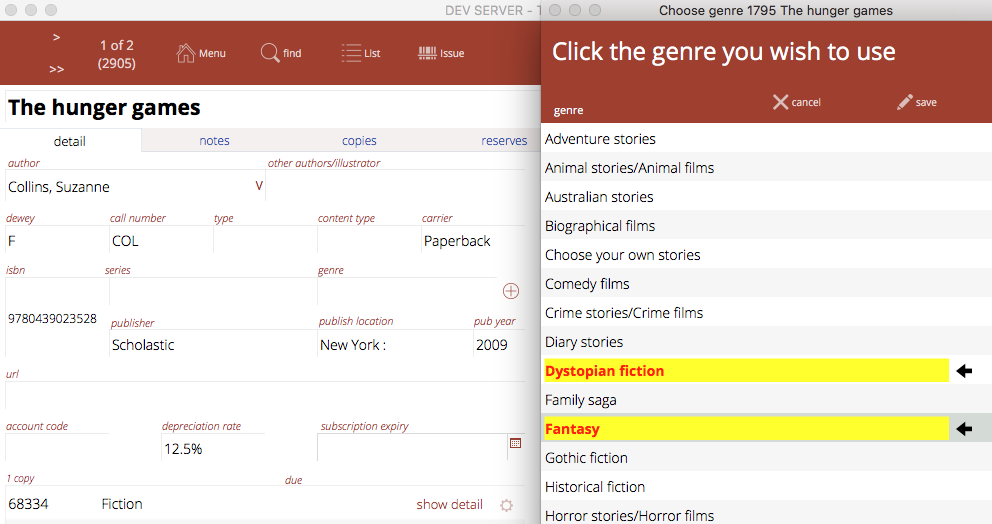 DEV SERVER - T
>
>>
1 of 2
(2905)
Menu
find
List
Issue
The hunger games
detail
notes
copies
reserves
author
other authors/illustrator
Collins, Suzanne
V
dewey
call number
type
content type
carrier
F
COL
Paperback
isbn
series
genre
9780439023528
publisher
publish location
pub year
Scholastic
New York :
2009
url
account code
depreciation rate
subscription expiry
12.5%
1 copy
due
68334
Fiction
show detail
Choose genre 1795 The hunger games
Click the genre you wish to use
genre
cancel
save
Adventure stories
Animal stories/Animal films
Australian stories
Biographical films
Choose your own stories
Comedy films
Crime stories/Crime films
Diary stories
Dystopian fiction
Family saga
Fantasy
Gothic fiction
Historical fiction
Horror stories/Horror films